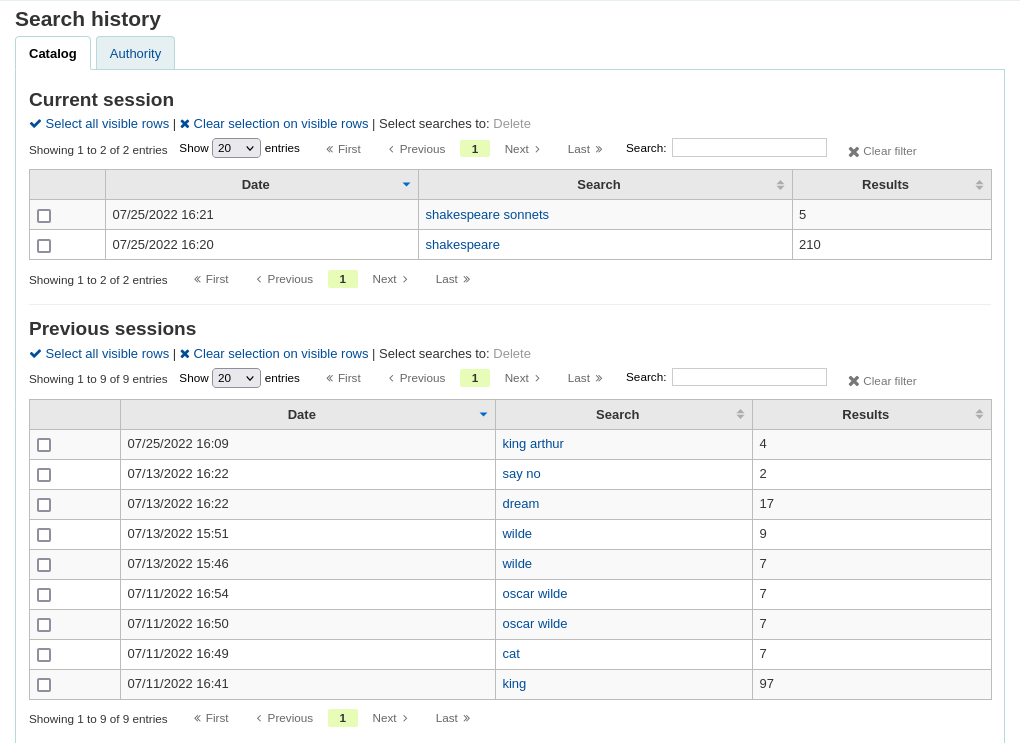 Search history
Catalog Authority
Current session
Select all visible rows | Clear selection on visible rows | Select searches to: Delete
Showing 1 to 2 of 2 entries Show 20 entries First Previous 1 Next Last Search: Clear filter
Date Search Results
07/25/2022 16:21 shakespeare sonnets 5
07/25/2022 16:20 shakespeare 210
Showing 1 to 2 of 2 entries First Previous 1 Next Last
Previous sessions
Select all visible rows | Clear selection on visible rows | Select searches to: Delete
Showing 1 to 9 of 9 entries Show 20 entries First Previous 1 Next Last Search: Clear filter
Date Search Results
07/25/2022 16:09 king arthur 4
07/13/2022 16:22 say no 2
07/13/2022 16:22 dream 17
07/13/2022 15:51 wilde 9
07/13/2022 15:46 wilde 7
07/11/2022 16:54 oscar wilde 7
07/11/2022 16:50 oscar wilde 7
07/11/2022 16:49 cat 7
07/11/2022 16:41 king 97
Showing 1 to 9 of 9 entries First Previous 1 Next Last